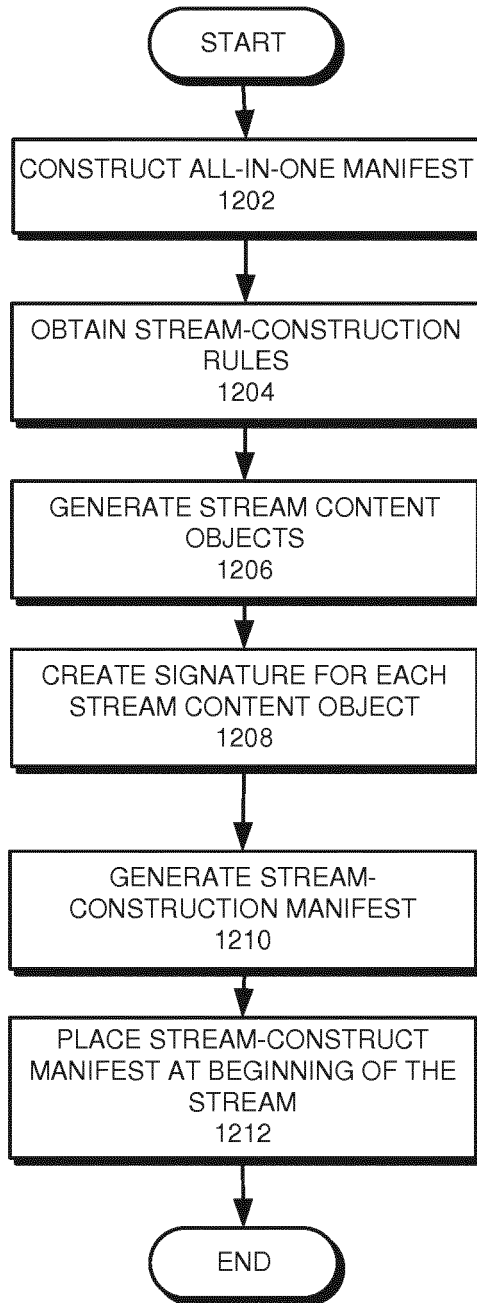 START
CONSTRUCT ALL-IN-ONE MANIFEST
1202
OBTAIN STREAM-CONSTRUCTION
RULES
1204
GENERATE STREAM CONTENT
OBJECTS
1206
CREATE SIGNATURE FOR EACH
STREAM CONTENT OBJECT
1208
GENERATE STREAM-
CONSTRUCTION MANIFEST
1210
PLACE STREAM-CONSTRUCT
MANIFEST AT BEGINNING OF THE
STREAM
1212
END